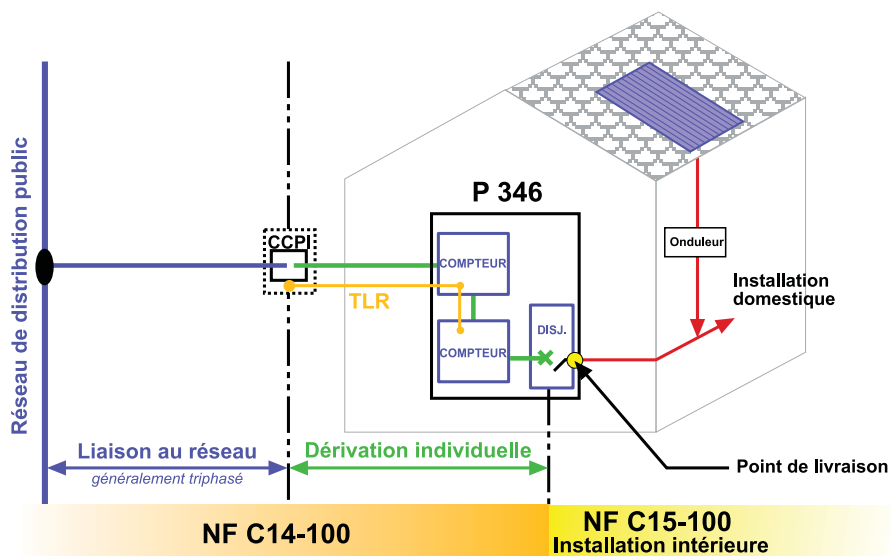 Réseau de distribution public
P 346
CCPI
COMPTEUR
TLR
COMPTEUR
DISJ.
Onduleur
Installation
domestique
Liaison au réseau
généralement triphasé
Dérivation individuelle
Point de livraison
NF C14-100
NF C15-100
Installation intérieure